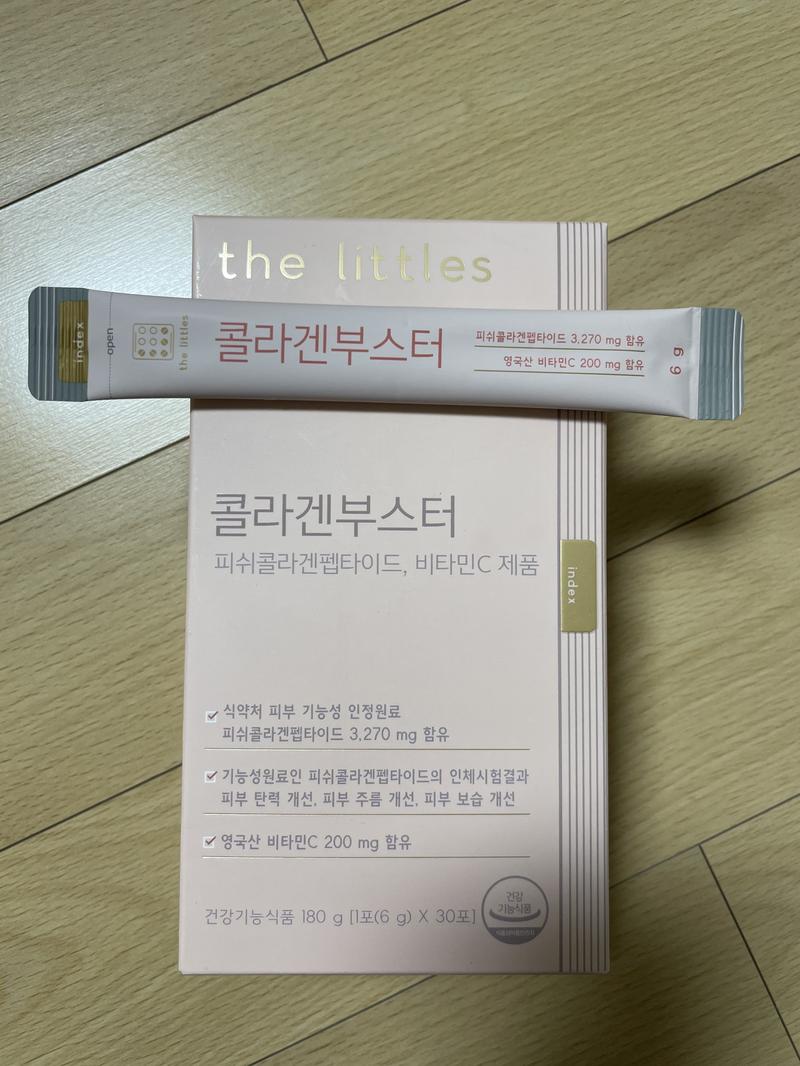 the littles
index
open
the littles
콜라겐부스터
피쉬콜라겐펩타이드 3,270 mg 함유
영국산 비타민C 200 mg 함유
6 g
콜라겐부스터
피쉬콜라겐펩타이드, 비타민C 제품
index
식약처 피부 기능성 인정원료
피쉬콜라겐펩타이드 3,270 mg 함유
기능성원료인 피쉬콜라겐펩타이드의 인체시험결과
피부 탄력 개선, 피부 주름 개선, 피부 보습 개선
영국산 비타민C 200 mg 함유
건강기능식품 180 g [1포(6 g) X 30포]
건강
기능식품
식품의약품안전처